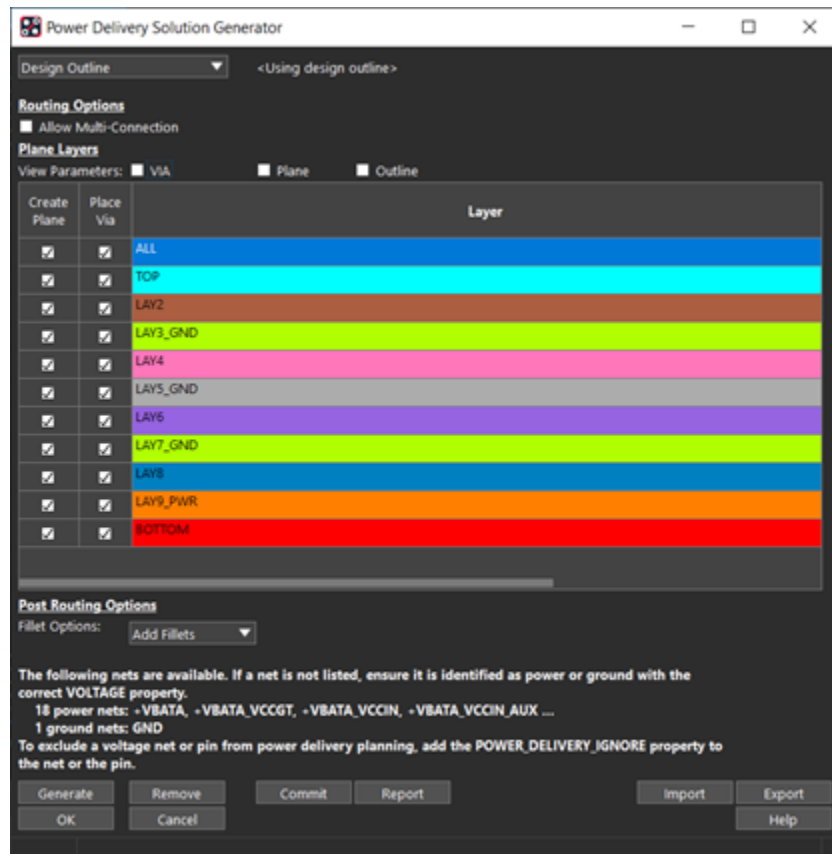 Power Delivery Solution Generator
Design Outline <Using design outline>
Routing Options
Allow Multi-Connection
Plane Layers
View Parameters: VIA Plane Outline
Create Plane Place Via Layer
ALL
TOP
LAY2
LAY3_GND
LAY4
LAY5_GND
LAY6
LAY7_GND
LAY8
LAY9_PWR
BOTTOM
Post Routing Options
Fillet Options: Add Fillets
The following nets are available. If a net is not listed, ensure it is identified as power or ground with the
correct VOLTAGE property.
18 power nets: +VBATA, +VBATA_VCCGT, +VBATA_VCCIN, +VBATA_VCCIN_AUX ...
1 ground nets: GND
To exclude a voltage net or pin from power delivery planning, add the POWER_DELIVERY_IGNORE property to
the net or the pin.
Generate Remove Commit Report Import Export
OK Cancel Help